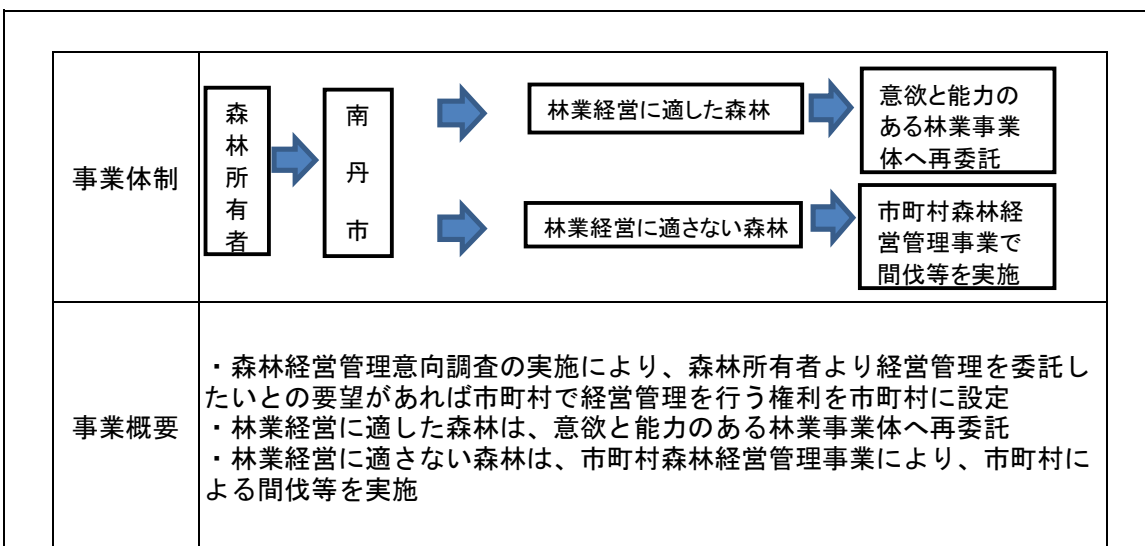 事業体制
森林所有者
南丹市
林業経営に適した森林
意欲と能力の
ある林業事業
体へ再委託
林業経営に適さない森林
市町村森林経
営管理事業で
間伐等を実施
事業概要
・森林経営管理意向調査の実施により、森林所有者より経営管理を委託し
たいとの要望があれば市町村で経営管理を行う権利を市町村に設定
・林業経営に適した森林は、意欲と能力のある林業事業体へ再委託
・林業経営に適さない森林は、市町村森林経営管理事業により、市町村に
よる間伐等を実施